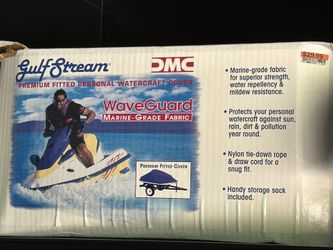 Gulf Stream
DMC
PREMIUM FITTED PERSONAL WATERCRAFT COVER
WaveGuard
MARINE-GRADE FABRIC
PREMIUM FITTED COVER
$29.99
• Marine-grade fabric
for superior strength,
water repellency &
mildew resistance.
• Protects your personal
watercraft against sun,
rain, dirt & pollution
year round.
• Nylon tie-down rope
& draw cord for a
snug fit.
• Handy storage sack
included.